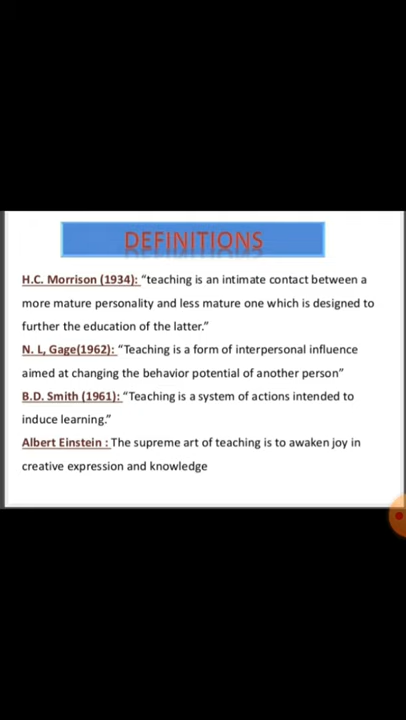 DEFINITIONS
H.C. Morrison (1934): “teaching is an intimate contact between a
more mature personality and less mature one which is designed to
further the education of the latter.”
N. L, Gage(1962): “Teaching is a form of interpersonal influence
aimed at changing the behavior potential of another person”
B.D. Smith (1961): “Teaching is a system of actions intended to
induce learning.”
Albert Einstein : The supreme art of teaching is to awaken joy in
creative expression and knowledge